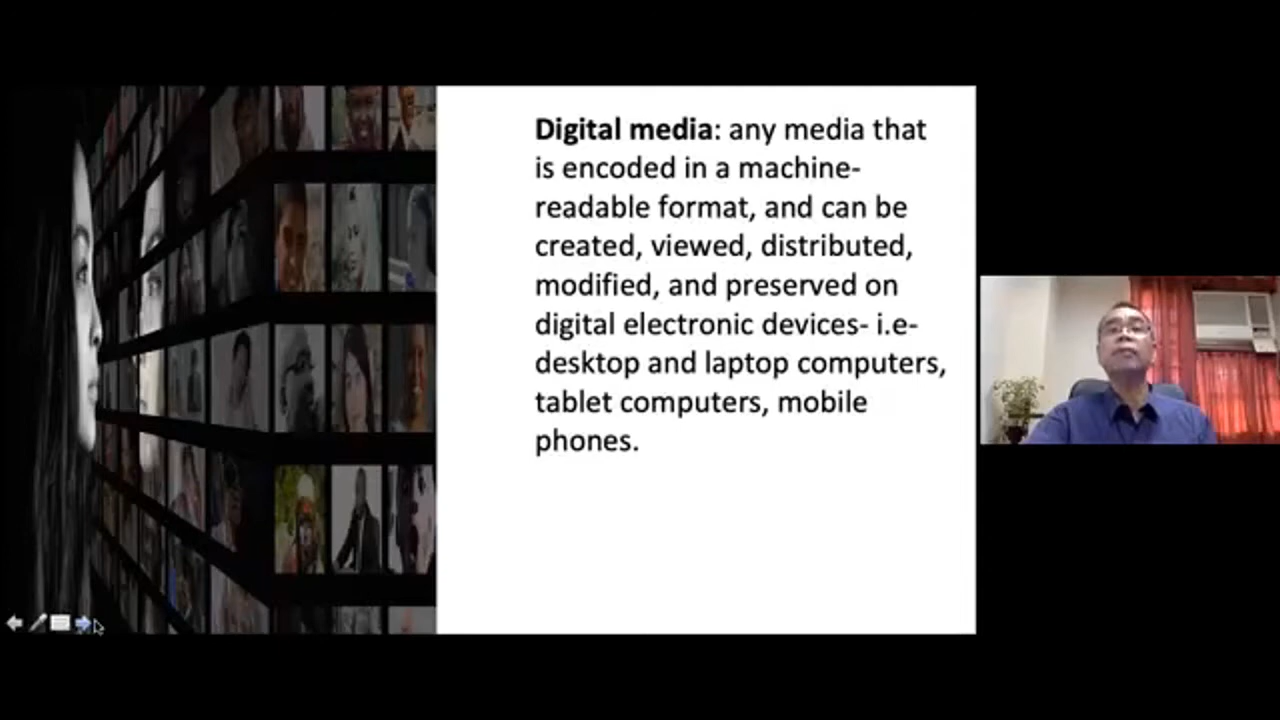 Digital media: any media that
is encoded in a machine-
readable format, and can be
created, viewed, distributed,
modified, and preserved on
digital electronic devices- i.e-
desktop and laptop computers,
tablet computers, mobile
phones.